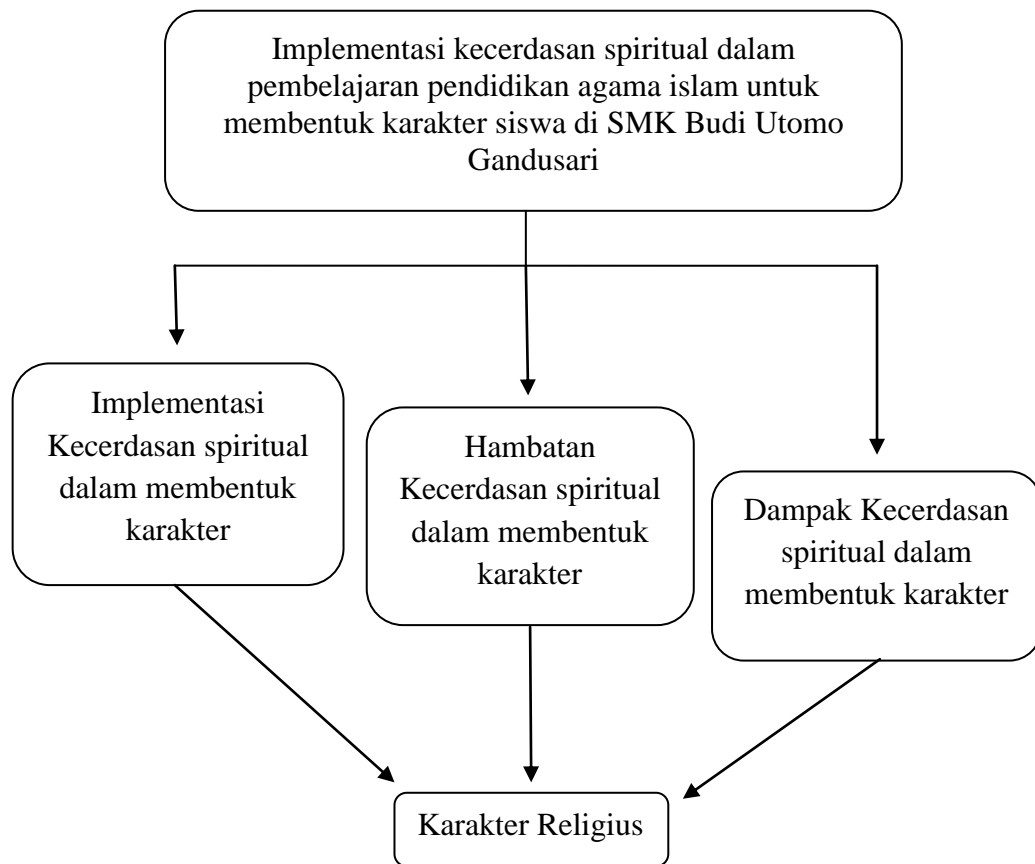 Implementasi kecerdasan spiritual dalam
pembelajaran pendidikan agama islam untuk
membentuk karakter siswa di SMK Budi Utomo
Gandusari
Implementasi
Kecerdasan spiritual
dalam membentuk
karakter
Hambatan
Kecerdasan spiritual
dalam membentuk
karakter
Dampak Kecerdasan
spiritual dalam
membentuk karakter
Karakter Religius